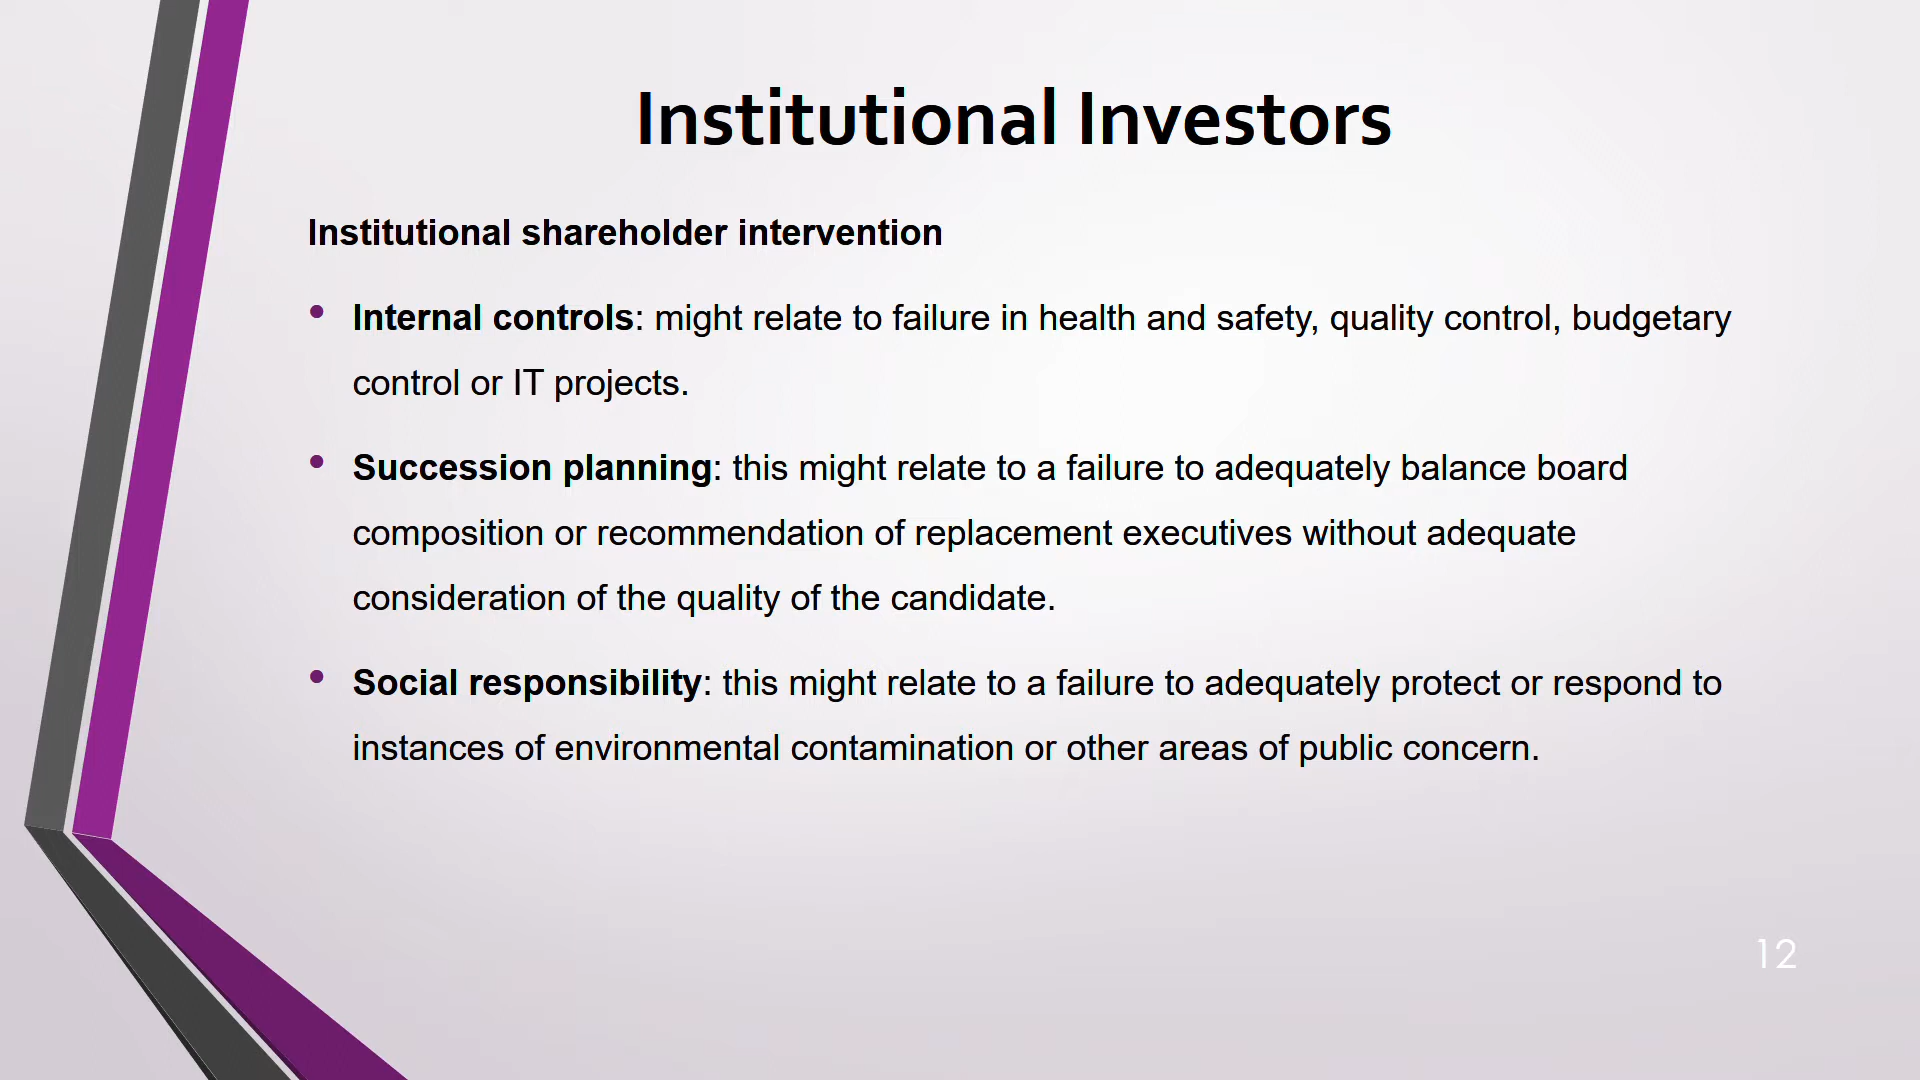 Institutional Investors
Institutional shareholder intervention
• Internal controls: might relate to failure in health and safety, quality control, budgetary
control or IT projects.
• Succession planning: this might relate to a failure to adequately balance board
composition or recommendation of replacement executives without adequate
consideration of the quality of the candidate.
• Social responsibility: this might relate to a failure to adequately protect or respond to
instances of environmental contamination or other areas of public concern.
12